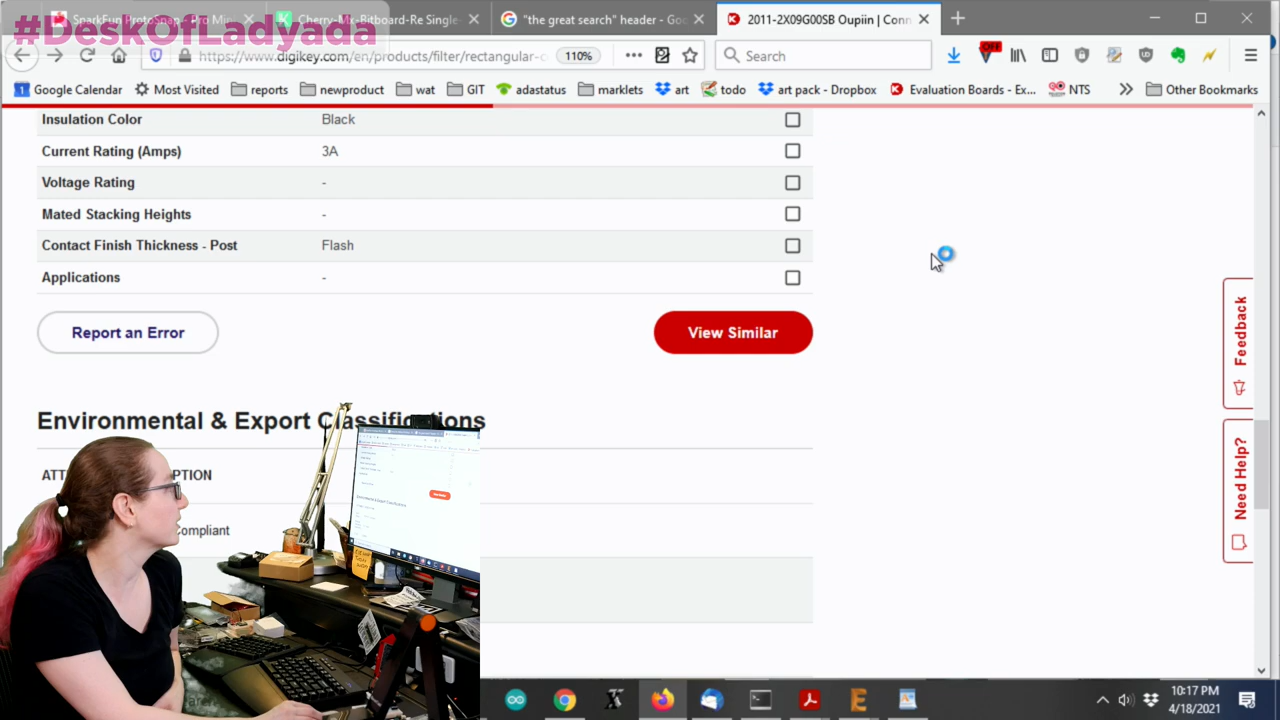 #DeskOfLadyada
SparkFun ProtoSnap - Pro Mi
Cherry-Mx-Bitboard-Re Single-
"the great search" header - Goo
2011-2X09G00SB Oupiin | Conn
https://www.digikey.com/en/products/filter/rectangular-c
110%
Search
OFF
Google Calendar
Most Visited
reports
newproduct
wat
GIT
adastatus
marklets
art
todo
art pack - Dropbox
Evaluation Boards - Ex...
NTS
Other Bookmarks
Insulation Color Black
Current Rating (Amps) 3A
Voltage Rating -
Mated Stacking Heights -
Contact Finish Thickness - Post Flash
Applications -
Report an Error
View Similar
Feedback
Need Help?
Environmental & Export Classifications
ATT PTION
Compliant
10:17 PM
4/18/2021